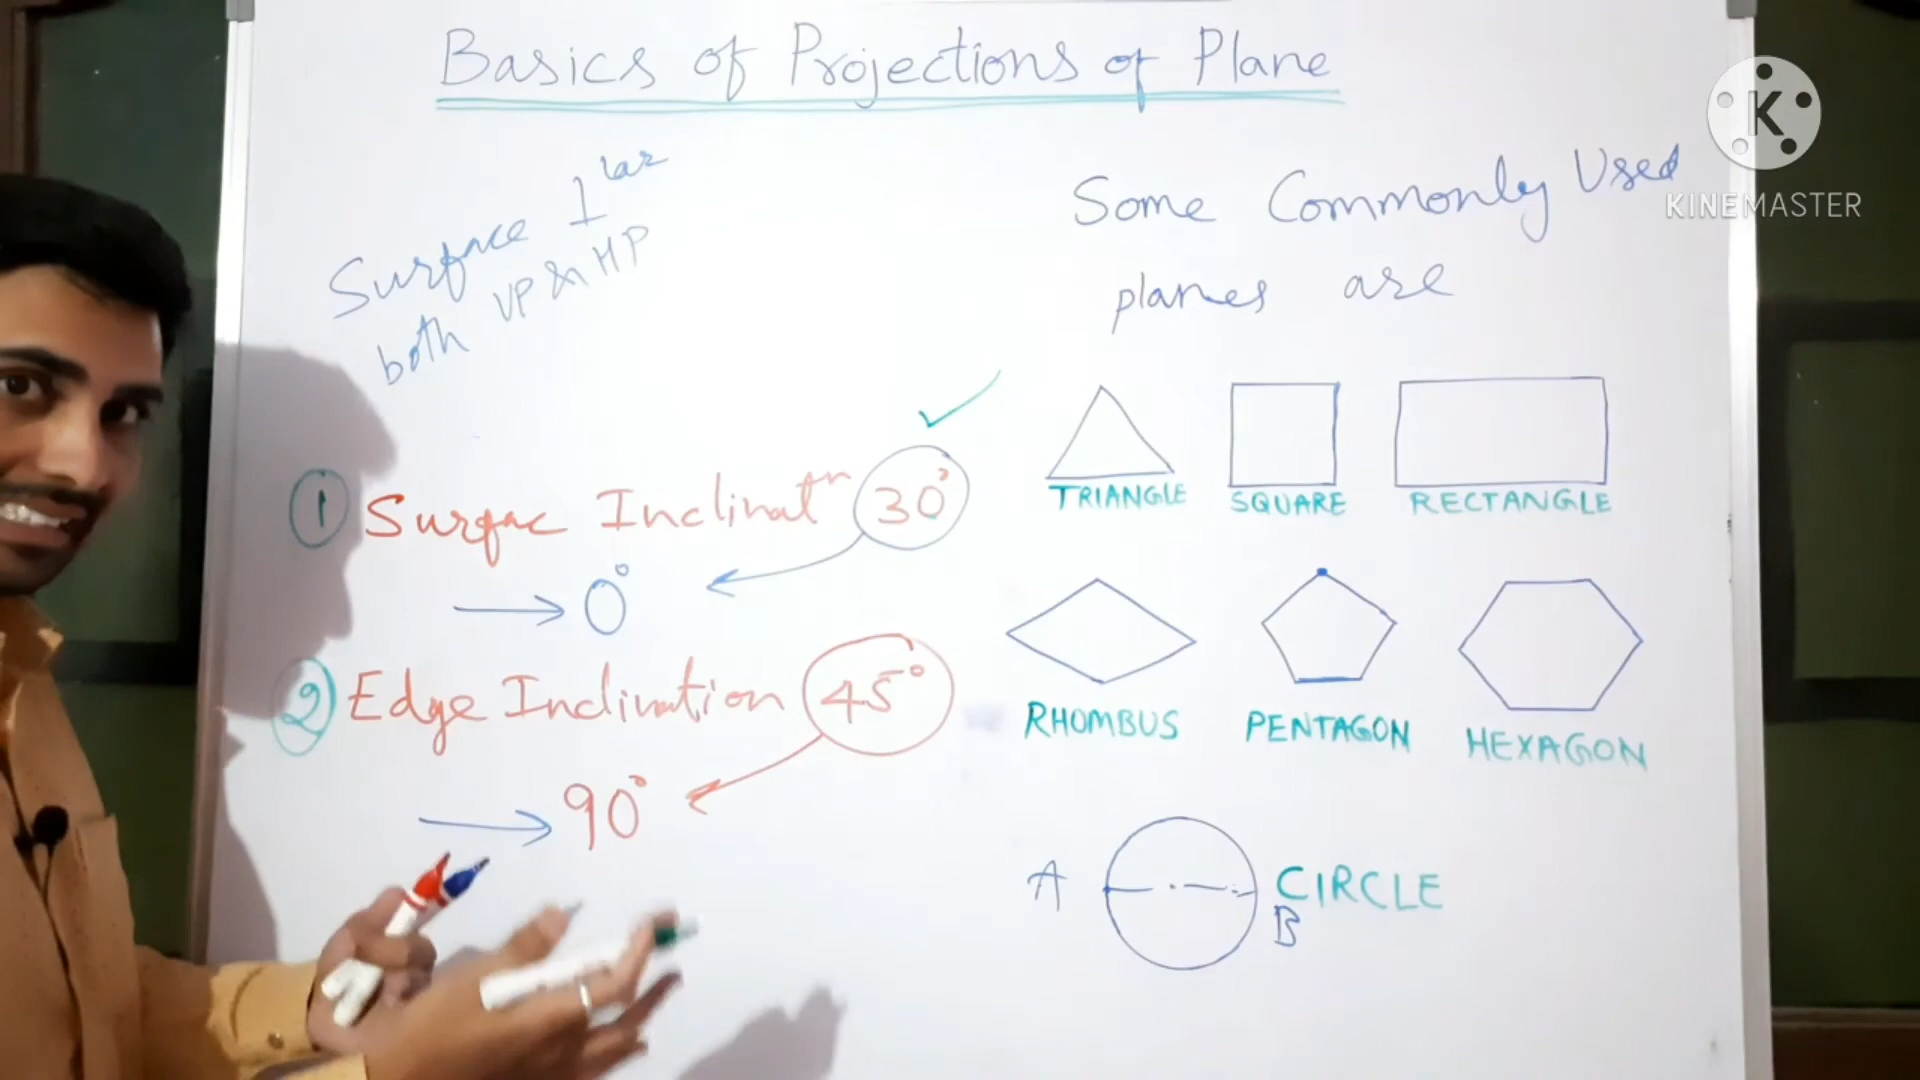 Basics of Projections of Plane
Surface ⊥lar
both VP & HP
① Surfac Inclinatn 30°
→ 0°
② Edge Inclination 45°
→ 90°
Some Commonly Used
planes are
TRIANGLE SQUARE RECTANGLE
RHOMBUS PENTAGON HEXAGON
A CIRCLE
B
K
KINEMASTER